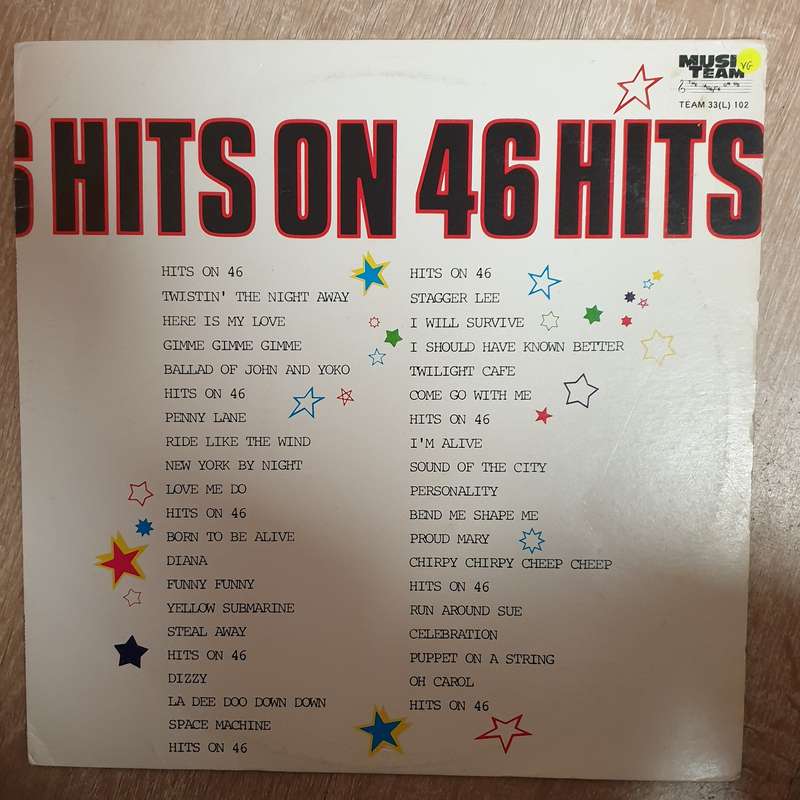 MUSI
TEAM
VG
TEAM 33(L) 102
HITS ON 46 HITS
HITS ON 46
TWISTIN' THE NIGHT AWAY
HERE IS MY LOVE
GIMME GIMME GIMME
BALLAD OF JOHN AND YOKO
HITS ON 46
PENNY LANE
RIDE LIKE THE WIND
NEW YORK BY NIGHT
LOVE ME DO
HITS ON 46
BORN TO BE ALIVE
DIANA
FUNNY FUNNY
YELLOW SUBMARINE
STEAL AWAY
HITS ON 46
DIZZY
LA DEE DOO DOWN DOWN
SPACE MACHINE
HITS ON 46
HITS ON 46
STAGGER LEE
I WILL SURVIVE
I SHOULD HAVE KNOWN BETTER
TWILIGHT CAFE
COME GO WITH ME
HITS ON 46
I'M ALIVE
SOUND OF THE CITY
PERSONALITY
BEND ME SHAPE ME
PROUD MARY
CHIRPY CHIRPY CHEEP CHEEP
HITS ON 46
RUN AROUND SUE
CELEBRATION
PUPPET ON A STRING
OH CAROL
HITS ON 46